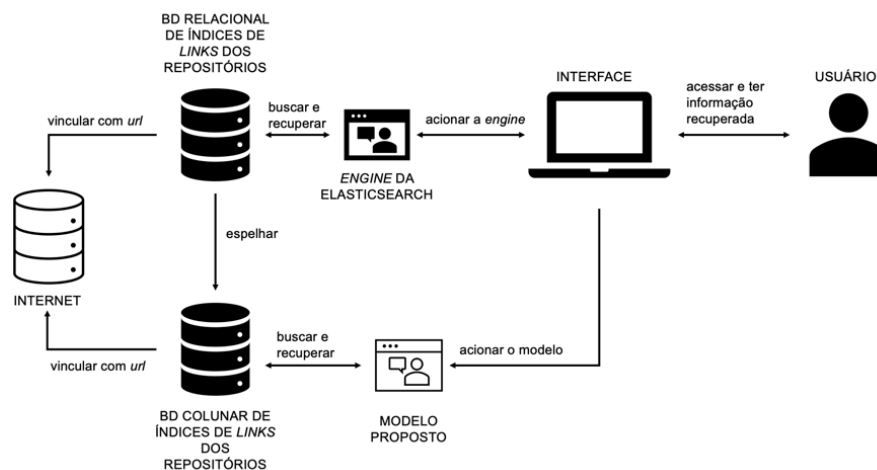 BD RELACIONAL
DE ÍNDICES DE
LINKS DOS
REPOSITÓRIOS
INTERFACE
USUÁRIO
acessar e ter
informação
recuperada
buscar e
recuperar
acionar a engine
vincular com url
ENGINE DA
ELASTICSEARCH
espelhar
INTERNET
buscar e
recuperar
acionar o modelo
vincular com url
BD COLUNAR DE
ÍNDICES DE LINKS
DOS
REPOSITÓRIOS
MODELO
PROPOSTO